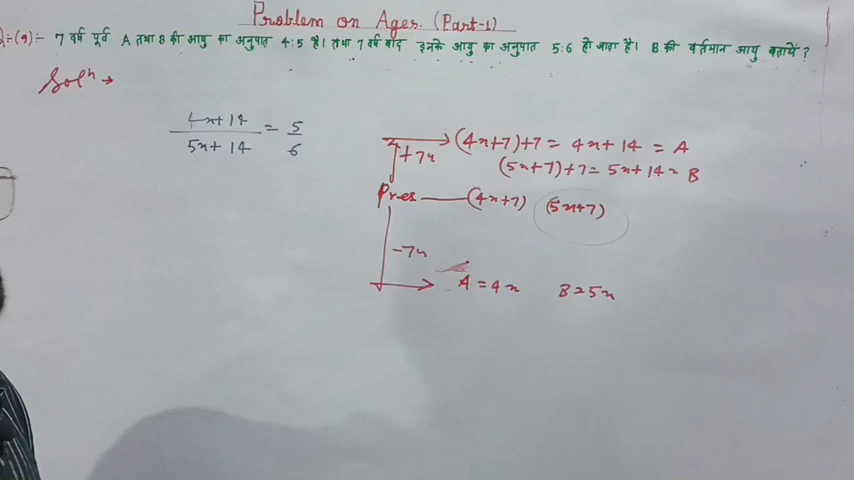 Problem on Ages. (Part-1)
Q:-(9):- 7 वर्ष पूर्व A तथा B की आयु का अनुपात 4:5 है। तथा 7 वर्ष बाद इनके आयु का अनुपात 5:6 हो जाता है। B की वर्तमान आयु बतायें ?
Solⁿ →
4x+14
—— = 5/6
5x+14
(4x+7)+7 = 4x+14 = A
+7y
(5x+7)+7 = 5x+14 = B
Pres — (4x+7) (5x+7)
-7y
A = 4x B = 5x